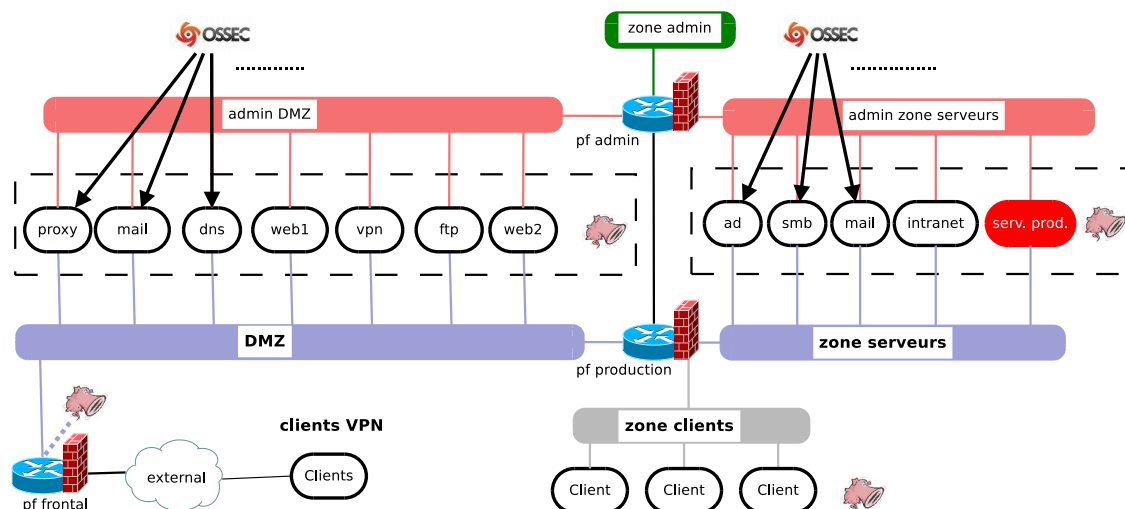 OSSEC
zone admin
OSSEC
admin DMZ
admin zone serveurs
pf admin
proxy
mail
dns
web1
vpn
ftp
web2
ad
smb
mail
intranet
serv. prod.
DMZ
zone serveurs
pf production
clients VPN
zone clients
external
Clients
Client
Client
Client
pf frontal